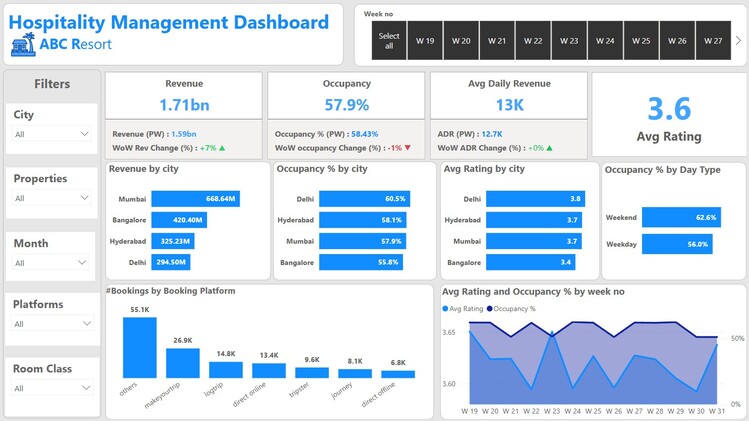 Hospitality Management Dashboard
ABC Resort
Week no
Select all
W 19
W 20
W 21
W 22
W 23
W 24
W 25
W 26
W 27
Filters
City
All
Properties
All
Month
All
Platforms
All
Room Class
All
Revenue
1.71bn
Revenue (PW) : 1.59bn
WoW Rev Change (%) : +7% ▲
Occupancy
57.9%
Occupancy % (PW) : 58.43%
WoW occupancy Change (%) : -1% ▼
Avg Daily Revenue
13K
ADR (PW) : 12.7K
WoW ADR Change (%) : +0% ▲
3.6
Avg Rating
Revenue by city
Mumbai 668.64M
Bangalore 420.40M
Hyderabad 325.23M
Delhi 294.50M
Occupancy % by city
Delhi 60.5%
Hyderabad 58.1%
Mumbai 57.9%
Bangalore 55.8%
Avg Rating by city
Delhi 3.8
Hyderabad 3.7
Mumbai 3.7
Bangalore 3.4
Occupancy % by Day Type
Weekend 62.6%
Weekday 56.0%
#Bookings by Booking Platform
55.1K
26.9K
14.8K
13.4K
9.6K
8.1K
6.8K
others
makeyourtrip
logtrip
direct online
tripster
journey
direct offline
Avg Rating and Occupancy % by week no
Avg Rating Occupancy %
3.65
3.60
50%
0%
W 19 W 20 W 21 W 22 W 23 W 24 W 25 W 26 W 27 W 28 W 29 W 30 W 31